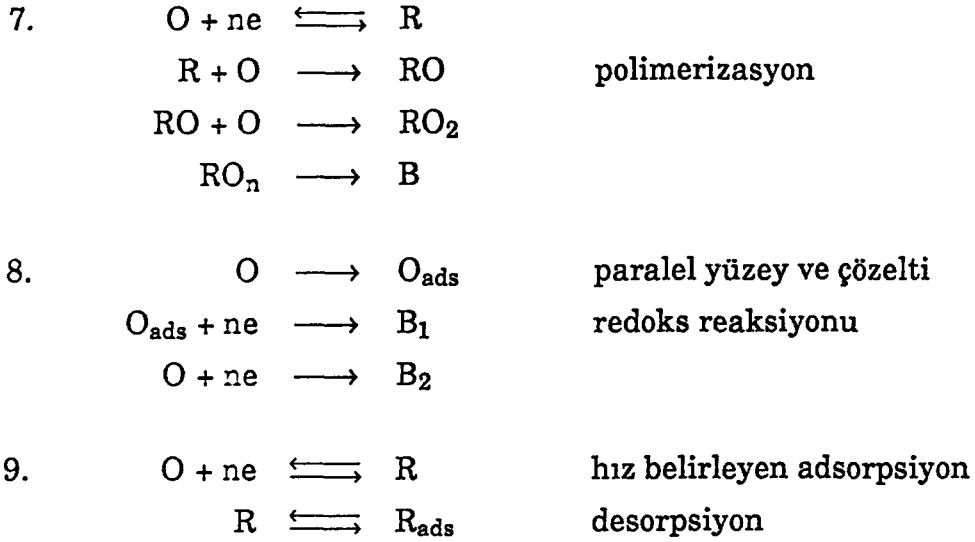 7. O + ne ⇌ R
R + O ⟶ RO polimerizasyon
RO + O ⟶ RO₂
ROₙ ⟶ B
8. O ⟶ O_ads paralel yüzey ve çözelti
O_ads + ne ⟶ B₁ redoks reaksiyonu
O + ne ⟶ B₂
9. O + ne ⇌ R hız belirleyen adsorpsiyon
R ⇌ R_ads desorpsiyon